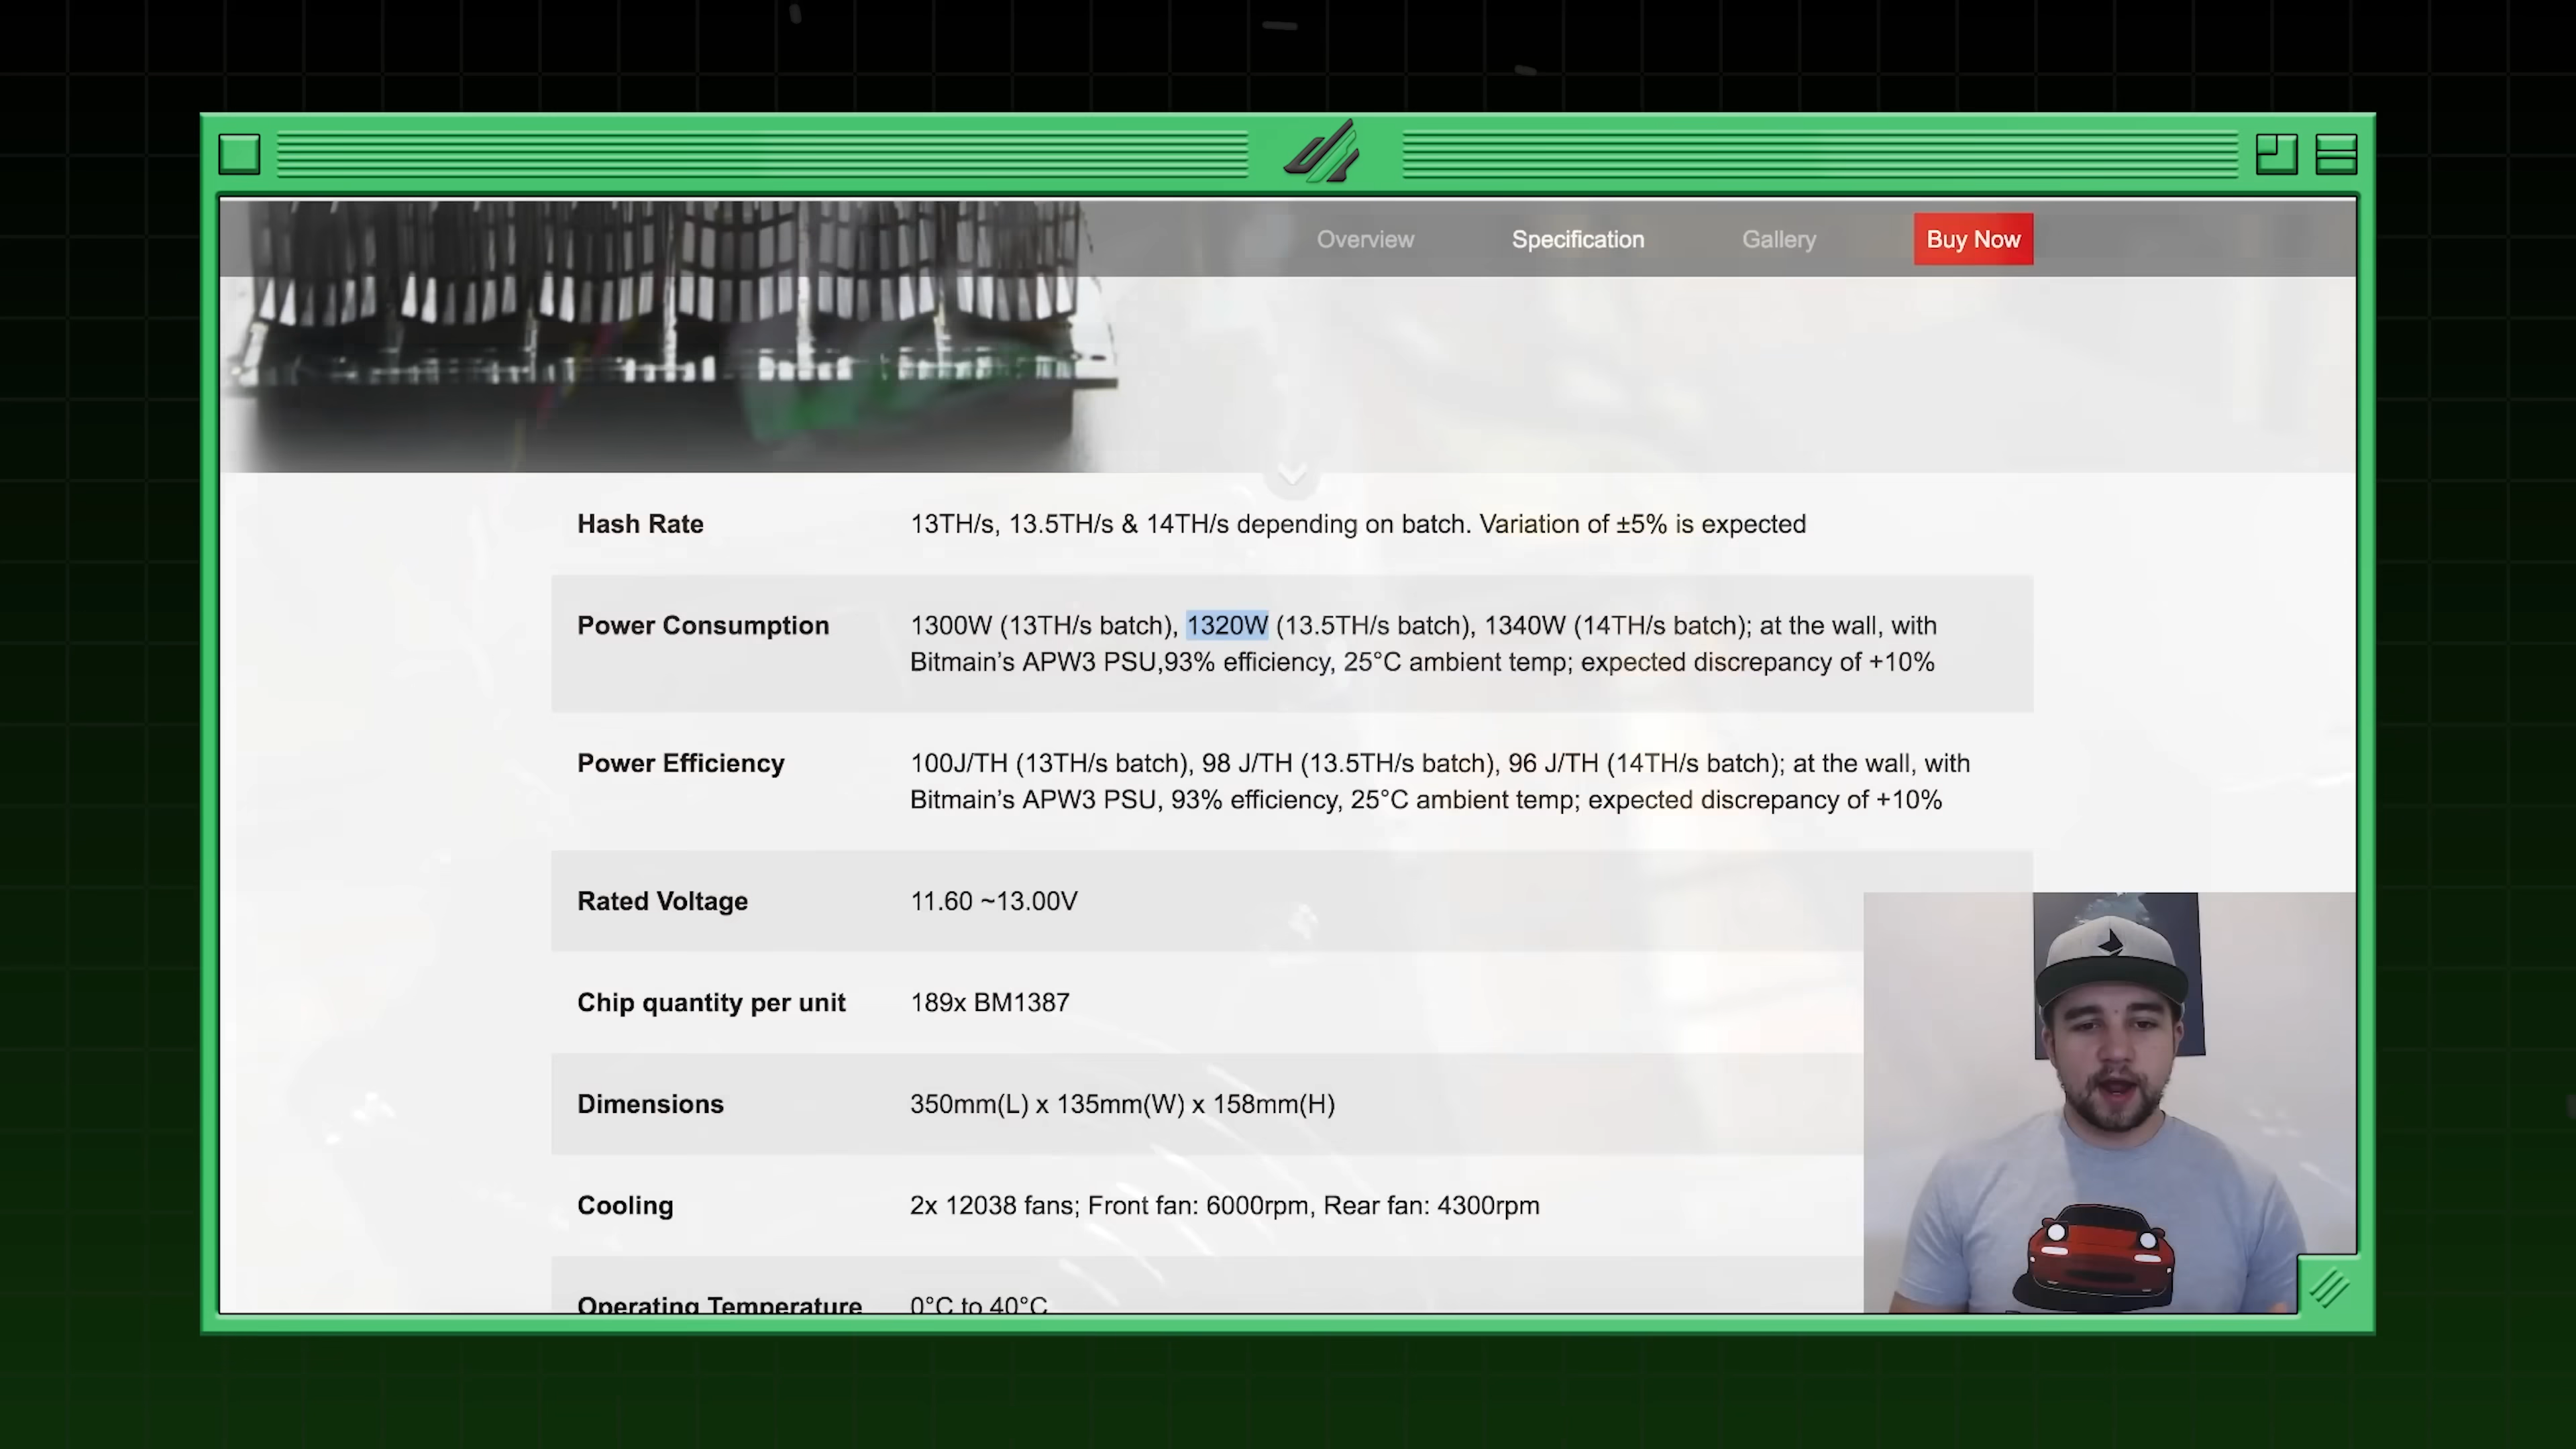 Overview Specification Gallery Buy Now
Hash Rate 13TH/s, 13.5TH/s & 14TH/s depending on batch. Variation of ±5% is expected
Power Consumption 1300W (13TH/s batch), 1320W (13.5TH/s batch), 1340W (14TH/s batch); at the wall, with
Bitmain’s APW3 PSU,93% efficiency, 25°C ambient temp; expected discrepancy of +10%
Power Efficiency 100J/TH (13TH/s batch), 98 J/TH (13.5TH/s batch), 96 J/TH (14TH/s batch); at the wall, with
Bitmain’s APW3 PSU, 93% efficiency, 25°C ambient temp; expected discrepancy of +10%
Rated Voltage 11.60 ~13.00V
Chip quantity per unit 189x BM1387
Dimensions 350mm(L) x 135mm(W) x 158mm(H)
Cooling 2x 12038 fans; Front fan: 6000rpm, Rear fan: 4300rpm
Operating Temperature 0°C to 40°C